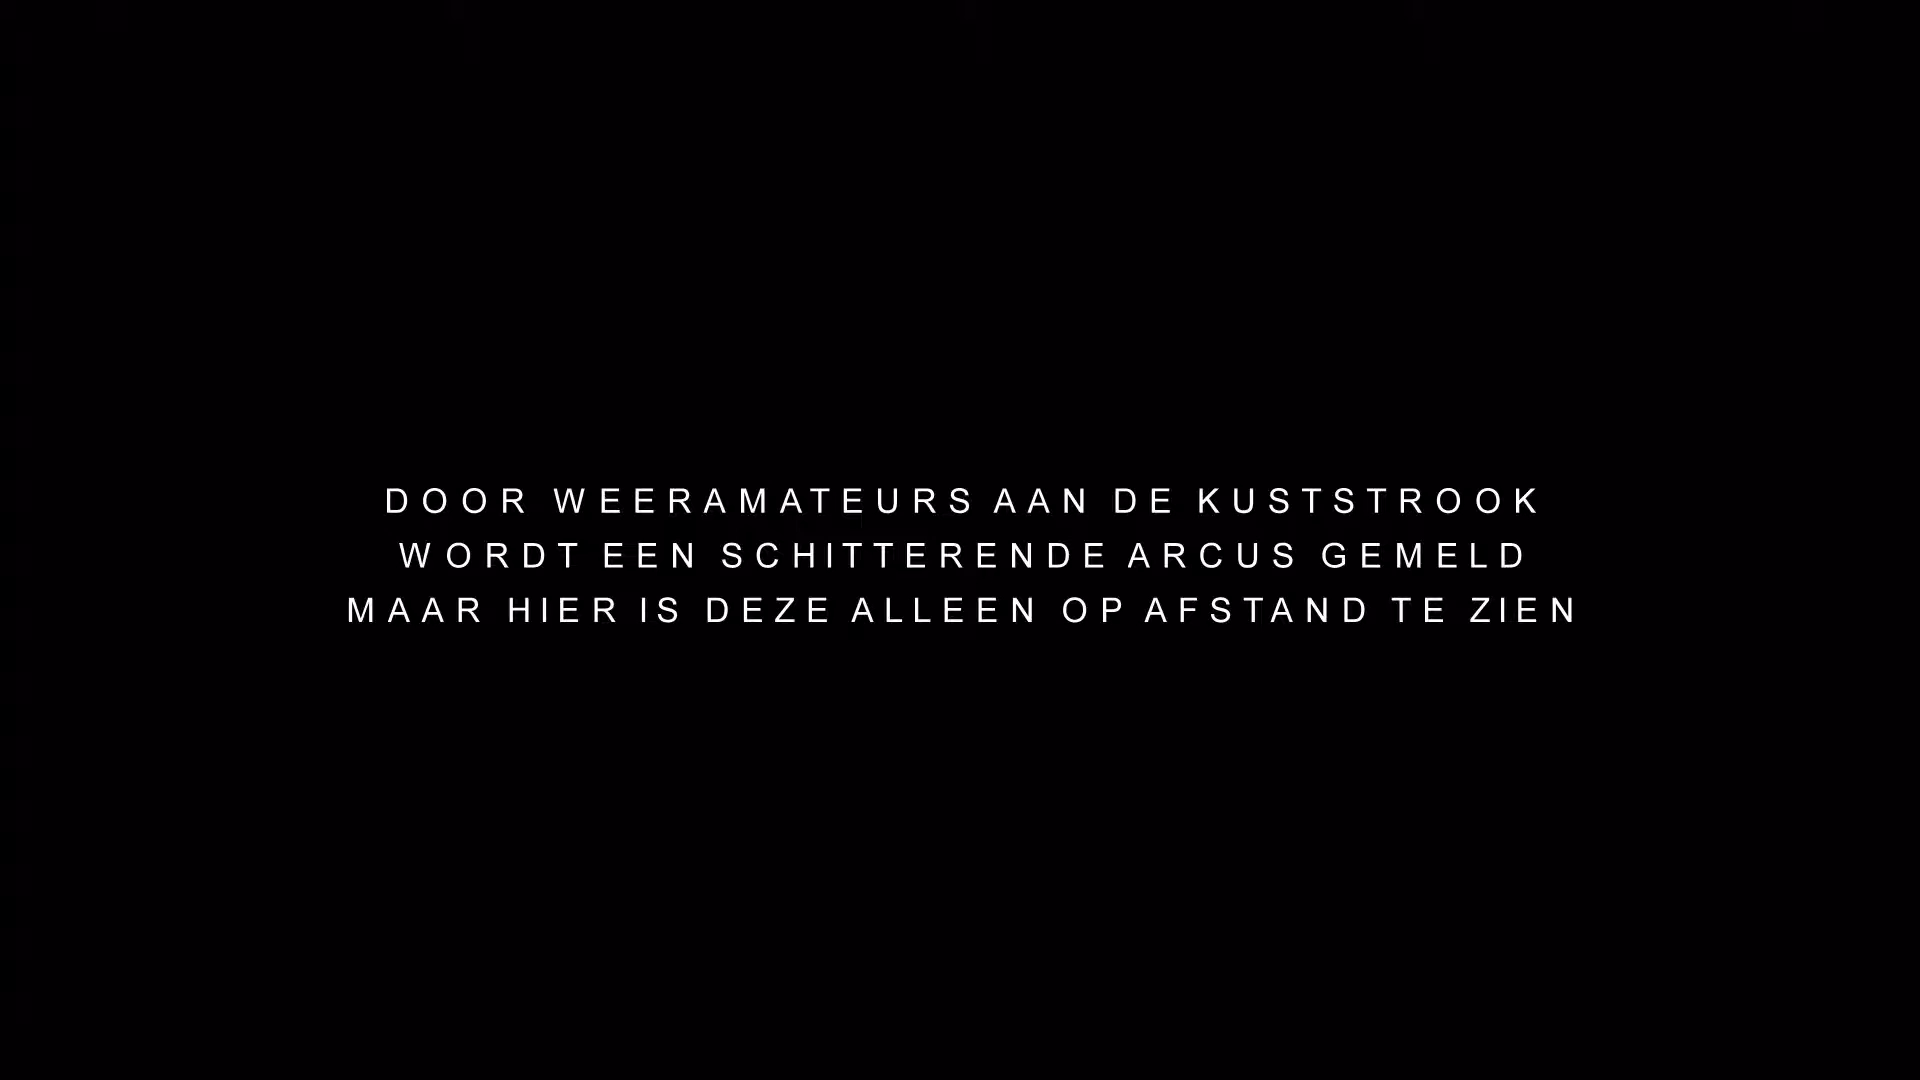 DOOR WEERAMATEURS AAN DE KUSTSTROOK
WORDT EEN SCHITTERENDE ARCUS GEMELD
MAAR HIER IS DEZE ALLEEN OP AFSTAND TE ZIEN